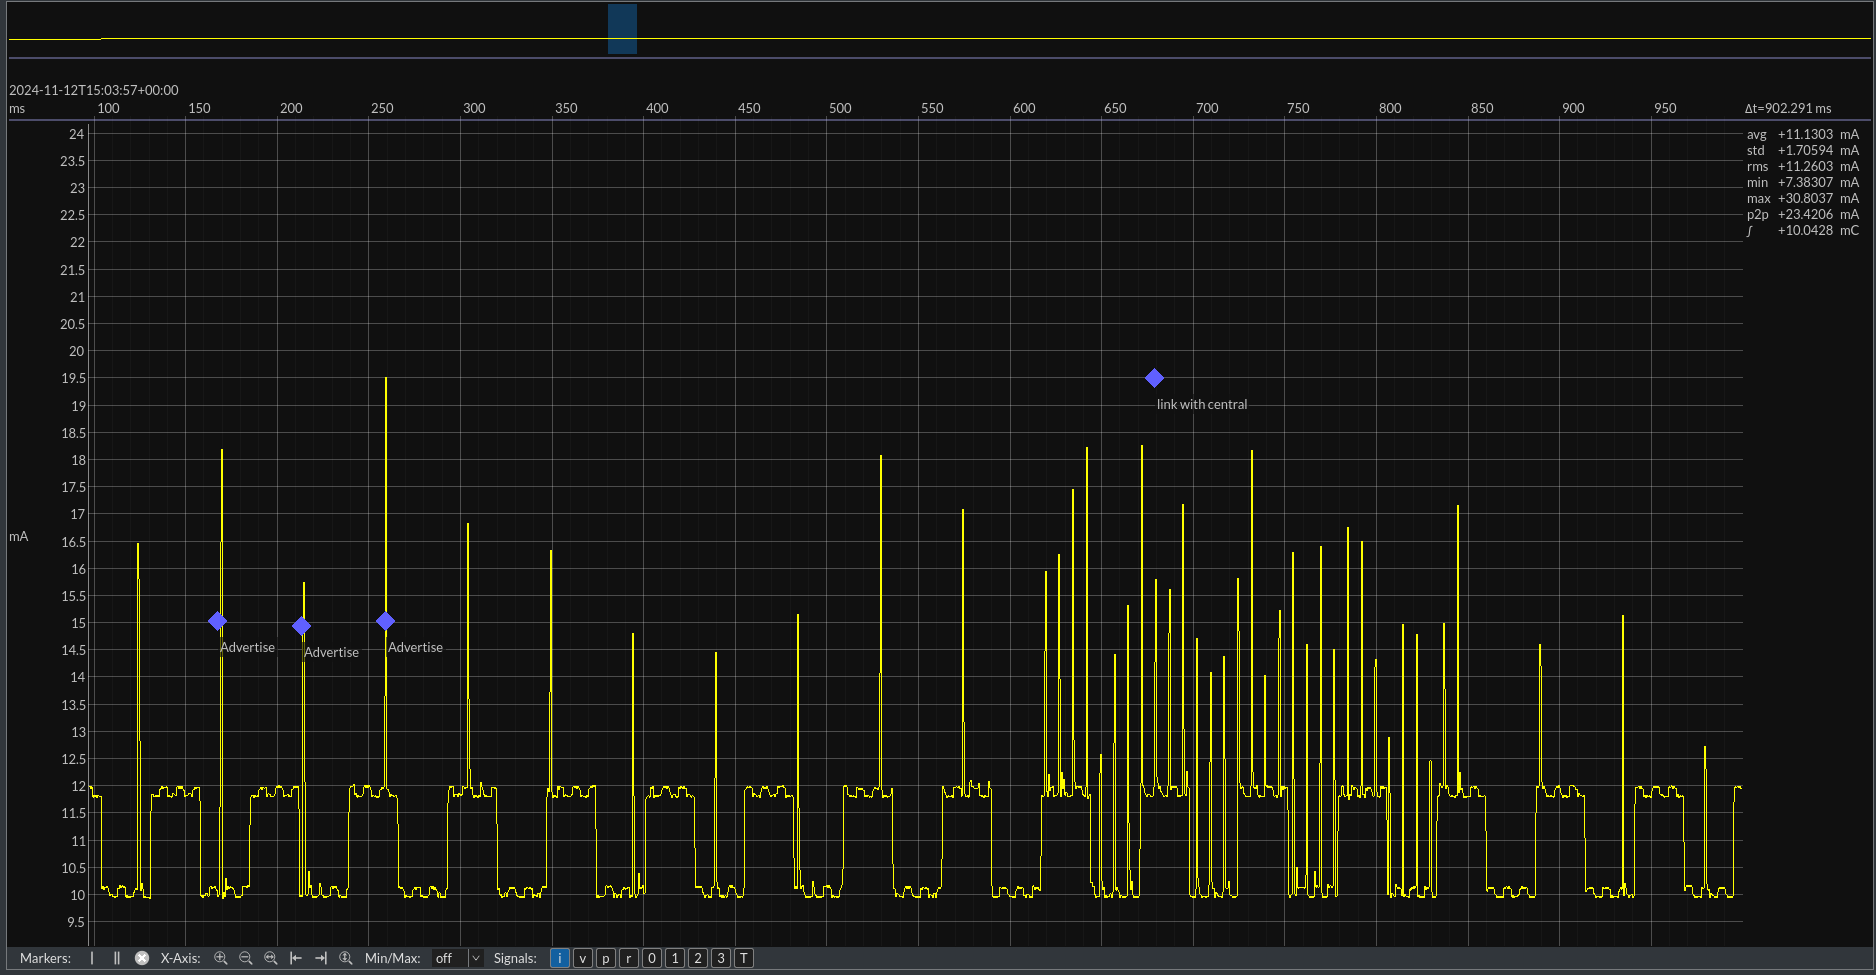 2024-11-12T15:03:57+00:00
ms 100 150 200 250 300 350 400 450 500 550 600 650 700 750 800 850 900 950 Δt=902.291 ms
24
23.5
23
22.5
22
21.5
21
20.5
20
19.5
19
18.5
18
17.5
17
16.5
16
15.5
15
14.5
14
13.5
13
12.5
12
11.5
11
10.5
10
9.5
mA
avg +11.1303 mA
std +1.70594 mA
rms +11.2603 mA
min +7.38307 mA
max +30.8037 mA
p2p +23.4206 mA
∫ +10.0428 mC
link with central
Advertise
Advertise
Advertise
Markers: X-Axis: Min/Max: off Signals: i v p r 0 1 2 3 T